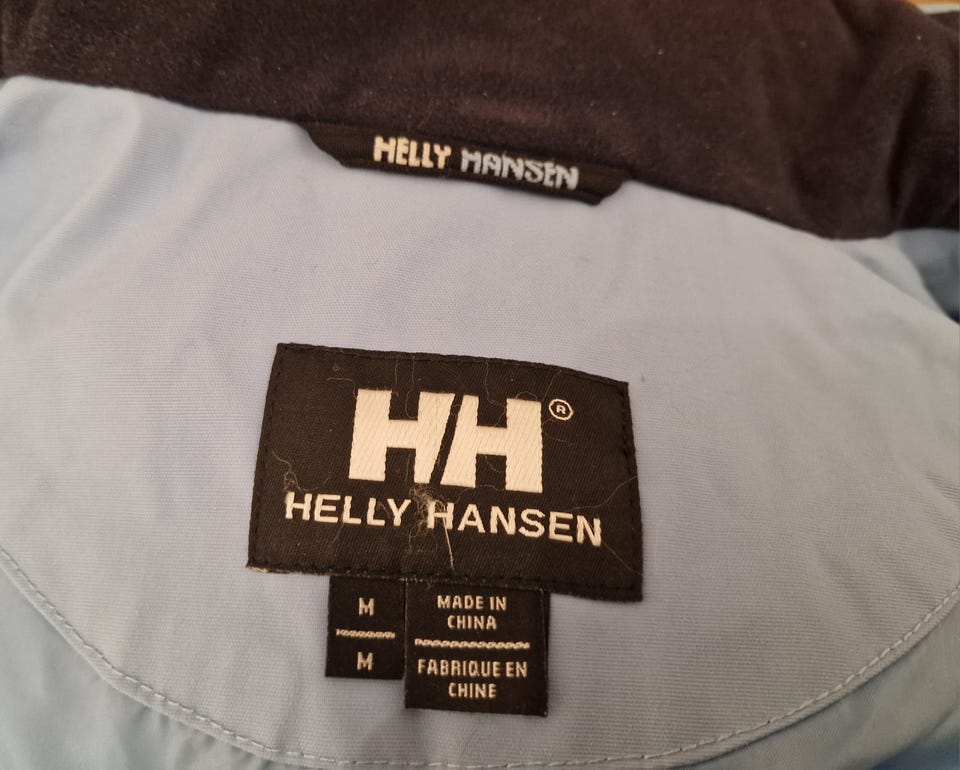 HELLY HANSEN
HH®
HELLY HANSEN
M
M
MADE IN
CHINA
FABRIQUE EN
CHINE